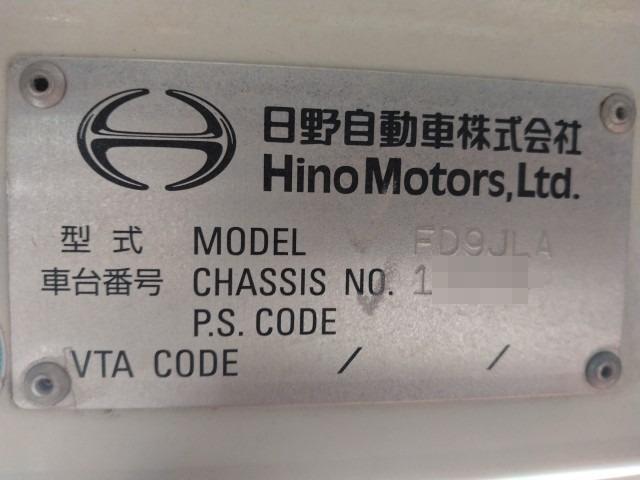 日野自動車株式会社
Hino Motors, Ltd.
型式 MODEL FD9JLA
車台番号 CHASSIS NO. 1
P.S. CODE
VTA CODE / /